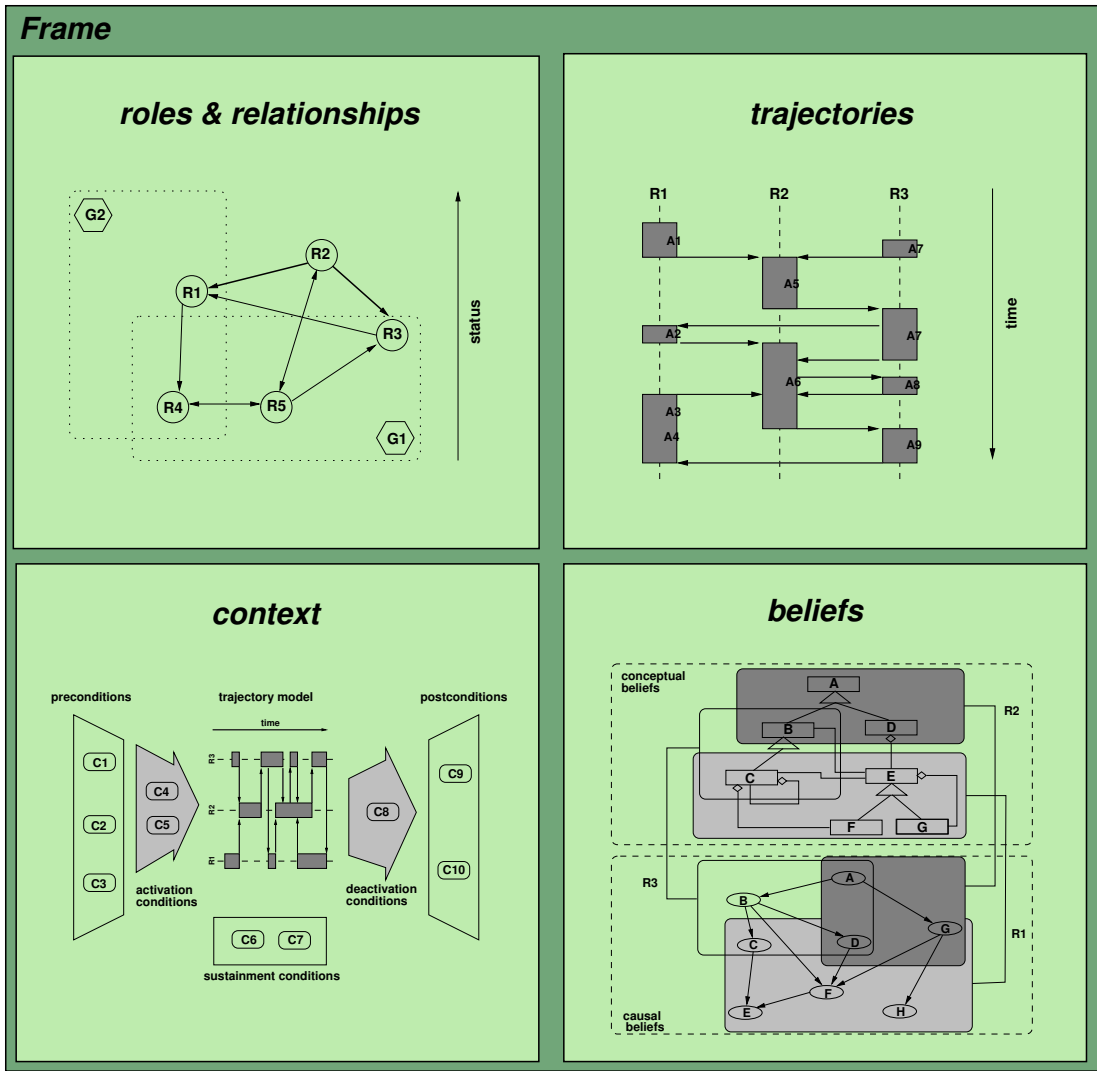 Frame
roles & relationships
G2
R2
R1
R3
R4
R5
G1
status
trajectories
R1 R2 R3
A1
A7
A5
A2
A7
A6
A8
A3
A4
A9
time
context
preconditions
trajectory model
postconditions
time
C1
C2
C3
C4
C5
activation
conditions
R3
R2
R1
C8
deactivation
conditions
C9
C10
C6 C7
sustainment conditions
beliefs
conceptual
beliefs
A
B
D
C
E
F
G
R2
R3
R1
A
B
G
C
D
F
E
H
causal
beliefs